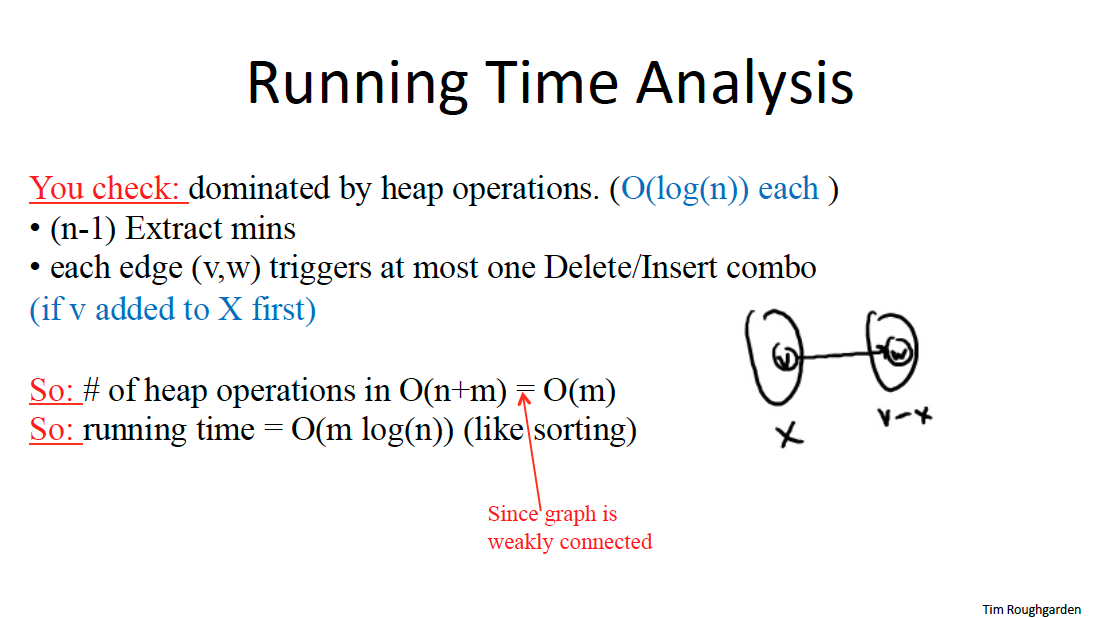 Running Time Analysis
You check: dominated by heap operations. (O(log(n)) each )
• (n-1) Extract mins
• each edge (v,w) triggers at most one Delete/Insert combo
(if v added to X first)
v
w
X
v-x
So: # of heap operations in O(n+m) = O(m)
So: running time = O(m log(n)) (like sorting)
Since graph is
weakly connected
Tim Roughgarden